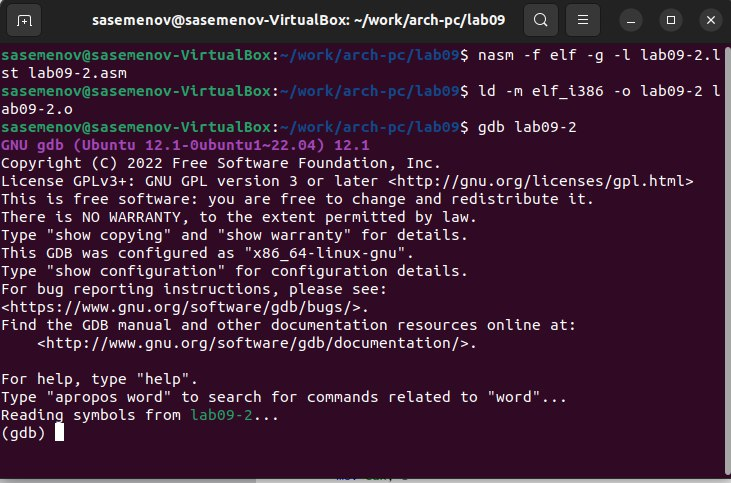 sasemenov@sasemenov-VirtualBox: ~/work/arch-pc/lab09
sasemenov@sasemenov-VirtualBox:~/work/arch-pc/lab09$ nasm -f elf -g -l lab09-2.l
st lab09-2.asm
sasemenov@sasemenov-VirtualBox:~/work/arch-pc/lab09$ ld -m elf_i386 -o lab09-2 l
ab09-2.o
sasemenov@sasemenov-VirtualBox:~/work/arch-pc/lab09$ gdb lab09-2
GNU gdb (Ubuntu 12.1-0ubuntu1~22.04) 12.1
Copyright (C) 2022 Free Software Foundation, Inc.
License GPLv3+: GNU GPL version 3 or later <http://gnu.org/licenses/gpl.html>
This is free software: you are free to change and redistribute it.
There is NO WARRANTY, to the extent permitted by law.
Type "show copying" and "show warranty" for details.
This GDB was configured as "x86_64-linux-gnu".
Type "show configuration" for configuration details.
For bug reporting instructions, please see:
<https://www.gnu.org/software/gdb/bugs/>.
Find the GDB manual and other documentation resources online at:
    <http://www.gnu.org/software/gdb/documentation/>.
For help, type "help".
Type "apropos word" to search for commands related to "word"...
Reading symbols from lab09-2...
(gdb)